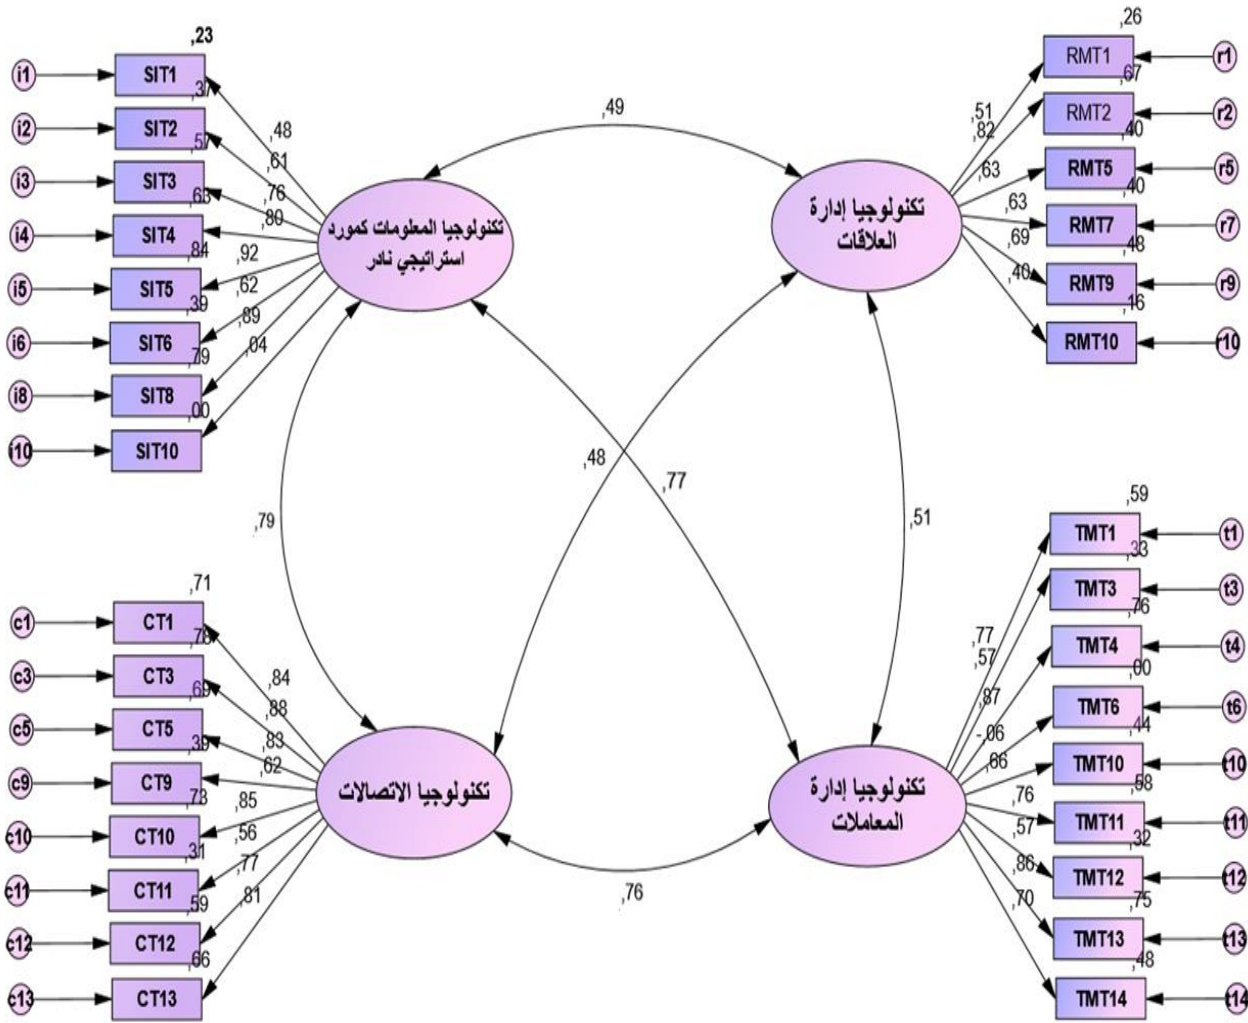 ,23
i1
SIT1
,37
i2
SIT2
,57
i3
SIT3
,63
i4
SIT4
,84
i5
SIT5
,39
i6
SIT6
,79
i8
SIT8
,00
i10
SIT10
,48
,61
,76
,80
,92
,62
,89
,04
تكنولوجيا المعلومات كمورد
استراتيجي نادر
,49
تكنولوجيا إدارة
العلاقات
,51
,82
,63
,63
,69
,40
,26
RMT1
r1
,67
RMT2
r2
,40
RMT5
r5
,40
RMT7
r7
,48
RMT9
r9
,16
RMT10
r10
,79
,48
,77
,51
,71
c1
CT1
,78
c3
CT3
,69
c5
CT5
,39
c9
CT9
,73
c10
CT10
,31
c11
CT11
,59
c12
CT12
,66
c13
CT13
,84
,88
,83
,62
,85
,56
,77
,81
تكنولوجيا الاتصالات
,76
تكنولوجيا إدارة
المعاملات
,77
,57
,87
-,06
,66
,76
,57
,86
,70
,59
TMT1
t1
,33
TMT3
t3
,76
TMT4
t4
,00
TMT6
t6
,44
TMT10
t10
,58
TMT11
t11
,32
TMT12
t12
,75
TMT13
t13
,48
TMT14
t14